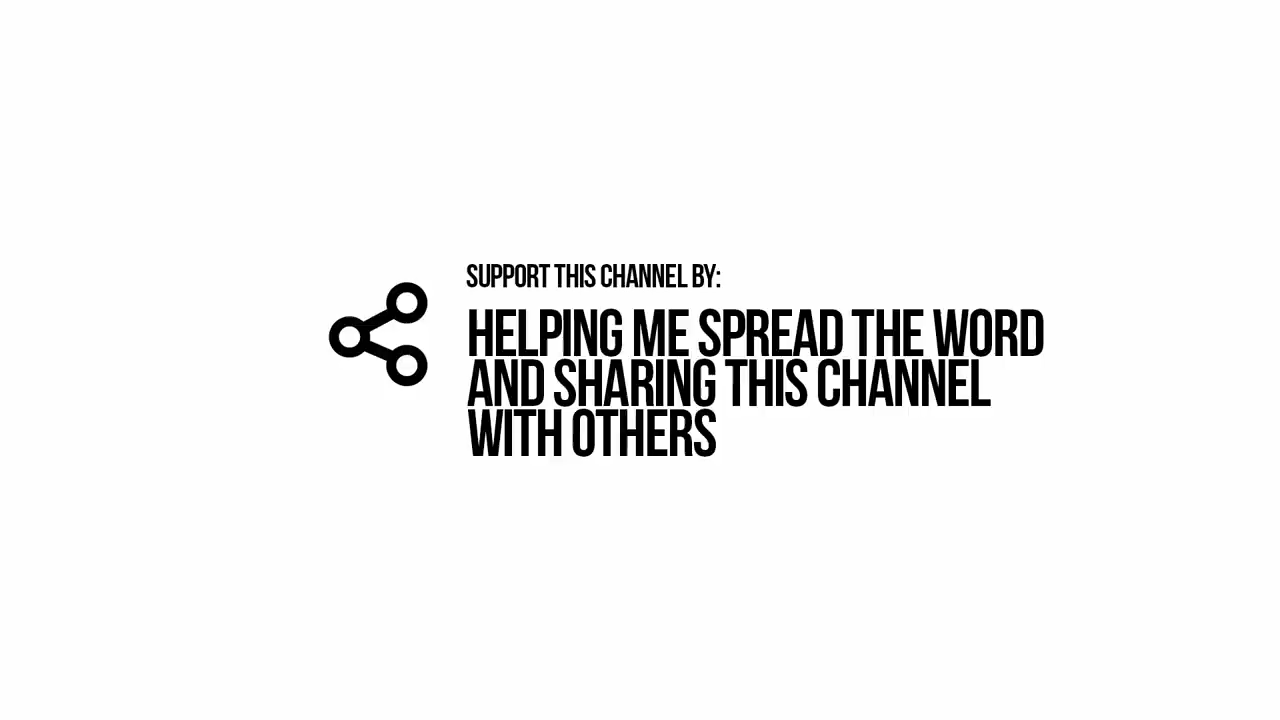 SUPPORT THIS CHANNEL BY:
HELPING ME SPREAD THE WORD
AND SHARING THIS CHANNEL
WITH OTHERS